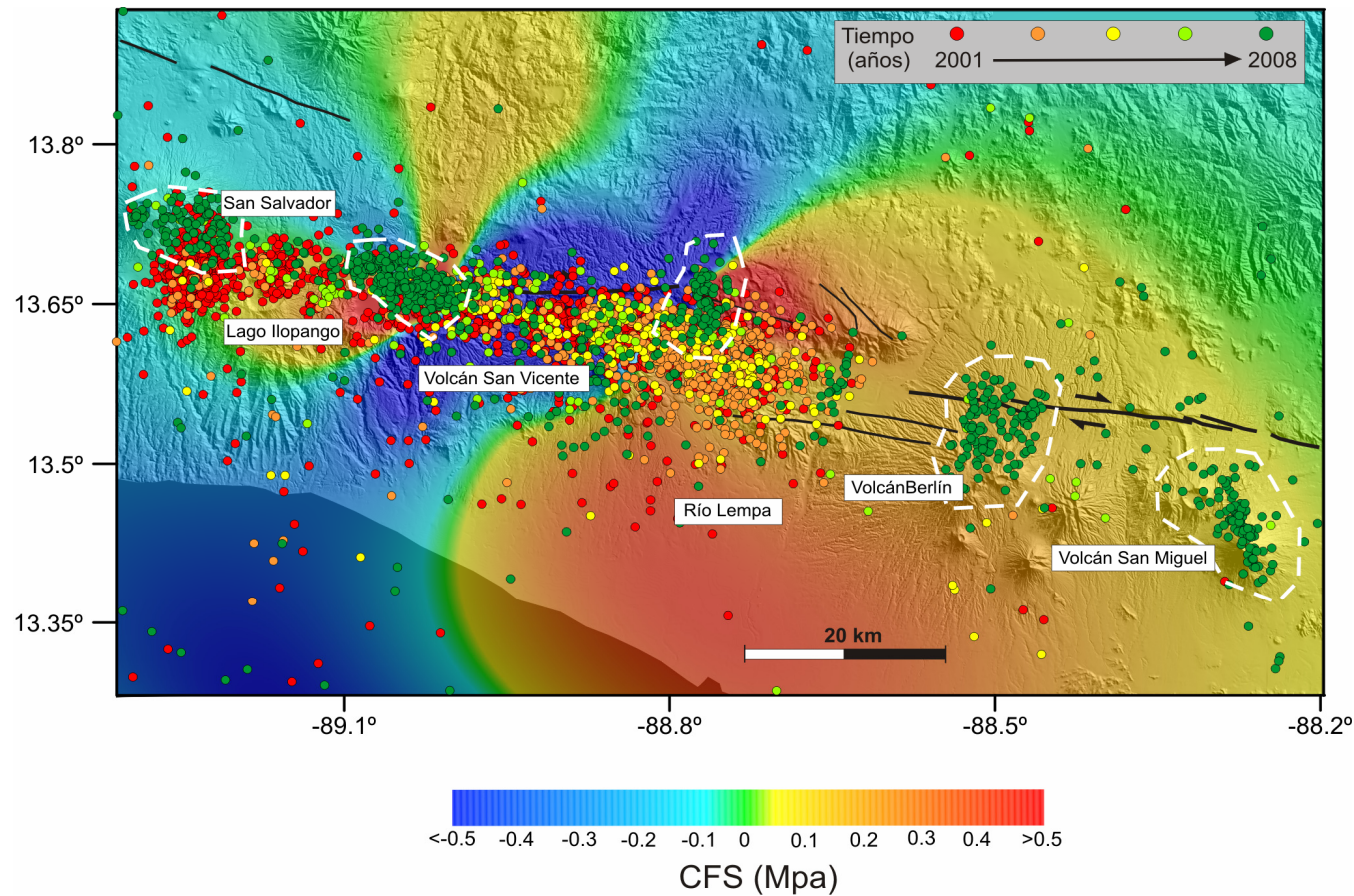 Tiempo
(años)
2001
2008
13.8º
San Salvador
13.65
Lago Ilopango
Volcán San Vicente
13.5º
VolcánBerlín
Río Lempa
Volcán San Miguel
13.35
20 km
-89.1º
-88.8º
-88.5º
-88.2º
<-0.5
-0.4
-0.3
-0.2
-0.1
0
0.1
0.2
0.3
0.4
>0.5
CFS (Mpa)